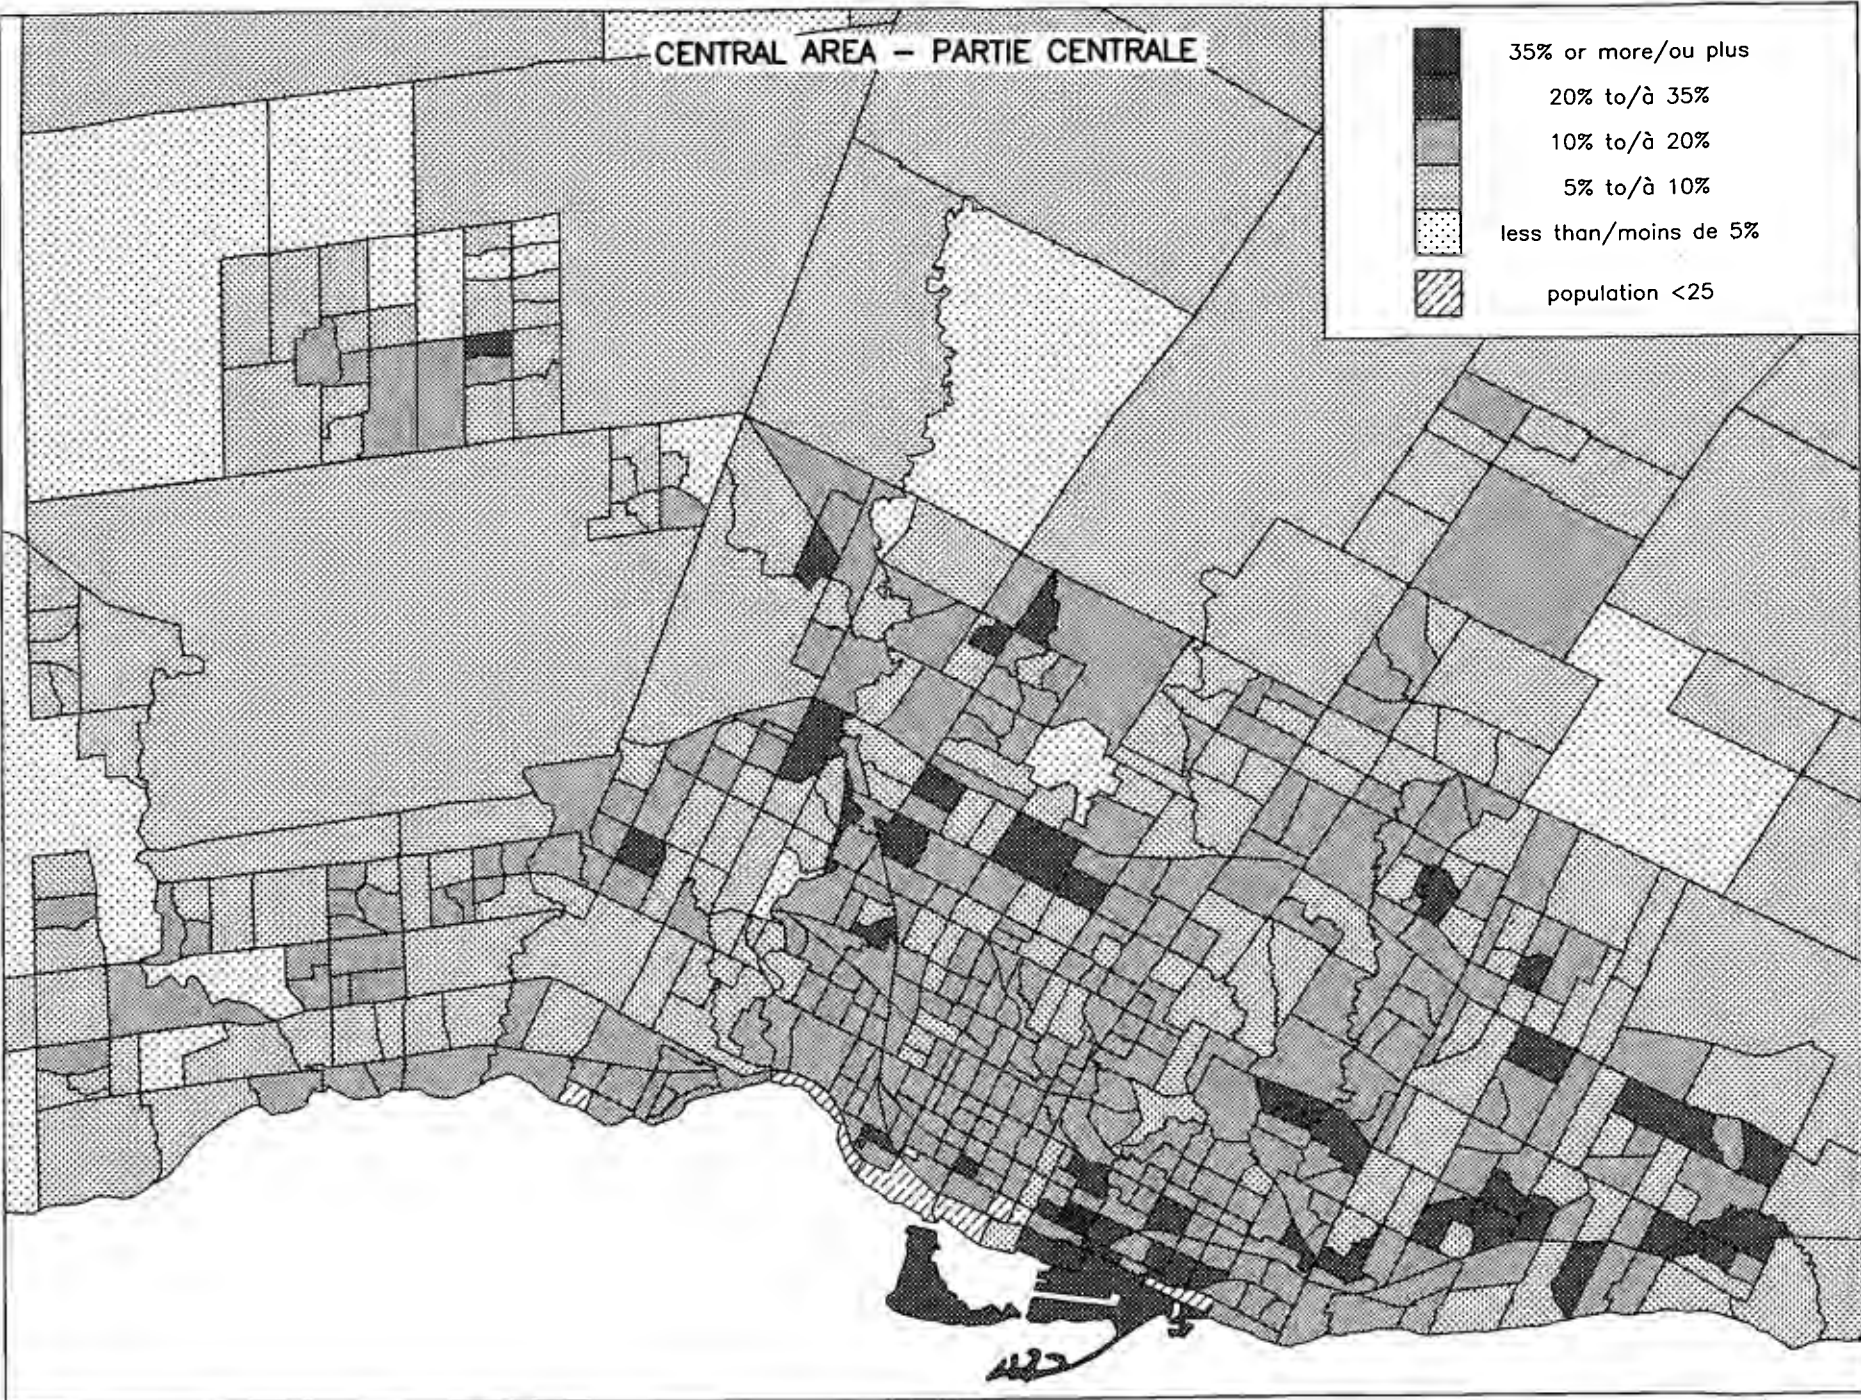 CENTRAL AREA – PARTIE CENTRALE
35% or more/ou plus
20% to/à 35%
10% to/à 20%
5% to/à 10%
less than/moins de 5%
population <25